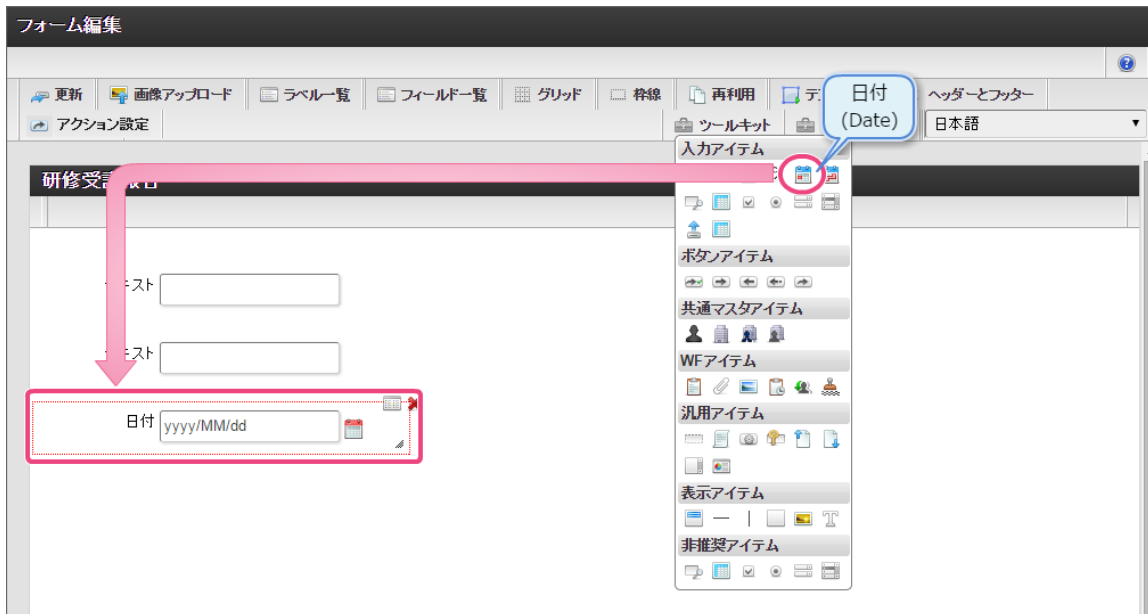 フォーム編集
更新 画像アップロード ラベル一覧 フィールド一覧 グリッド 枠線 再利用 ヘッダーとフッター
日付
(Date)
アクション設定 ツールキット 日本語
入力アイテム
研修受
ボタンアイテム
キスト
共通マスタアイテム
キスト
WFアイテム
日付 yyyy/MM/dd
汎用アイテム
表示アイテム
非推奨アイテム